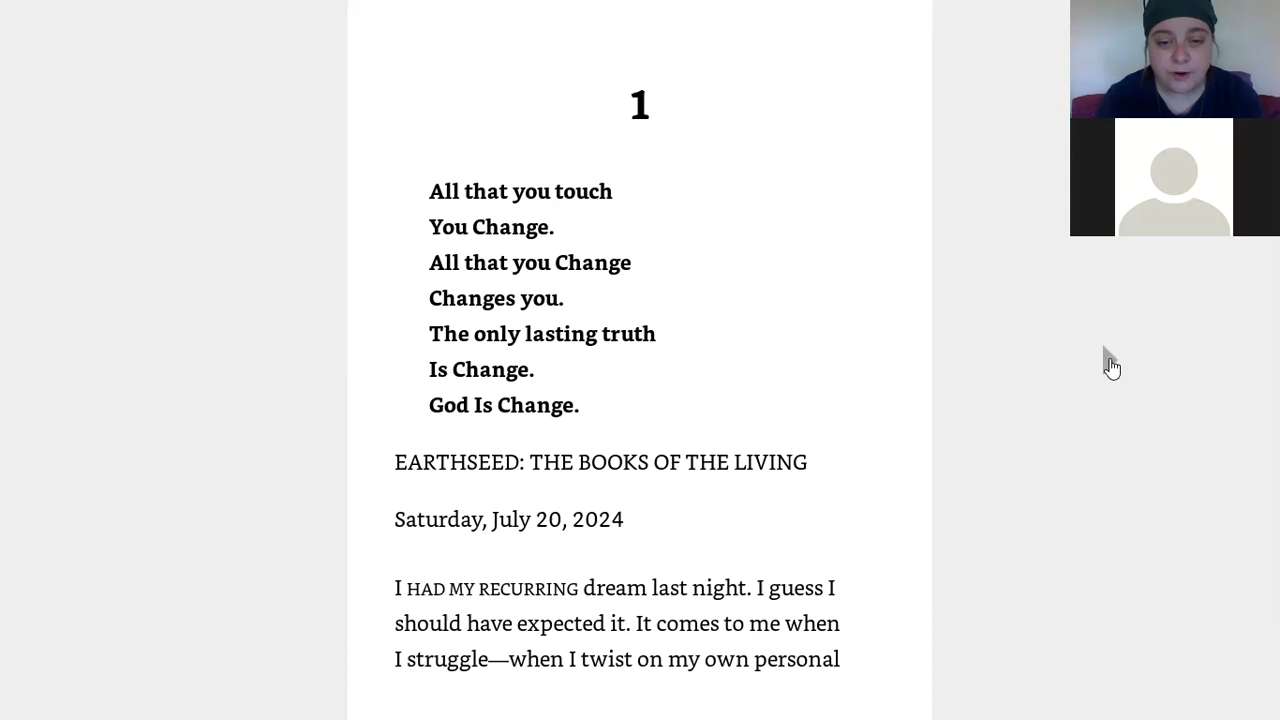 1
All that you touch
You Change.
All that you Change
Changes you.
The only lasting truth
Is Change.
God Is Change.
EARTHSEED: THE BOOKS OF THE LIVING
Saturday, July 20, 2024
I HAD MY RECURRING dream last night. I guess I
should have expected it. It comes to me when
I struggle—when I twist on my own personal